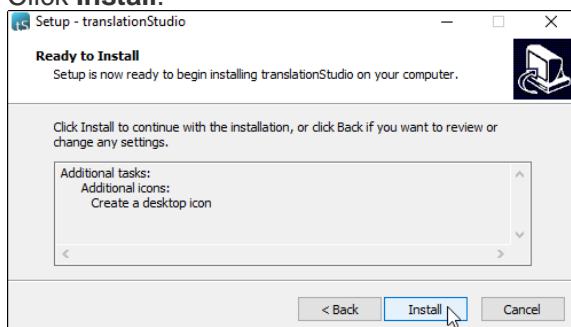 Click Install.
Setup - translationStudio
Ready to Install
Setup is now ready to begin installing translationStudio on your computer.
Click Install to continue with the installation, or click Back if you want to review or
change any settings.
Additional tasks:
Additional icons:
Create a desktop icon
< Back Install Cancel